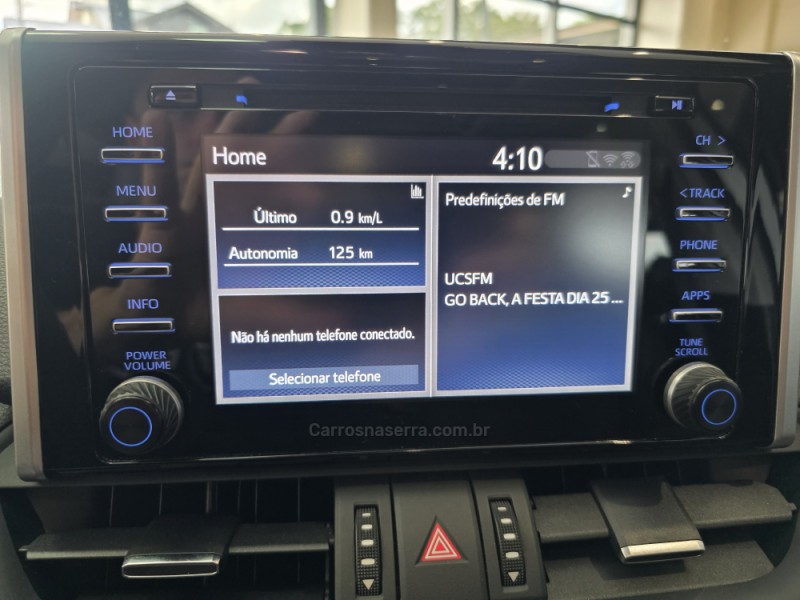 HOME
MENU
AUDIO
INFO
POWER
VOLUME
Home
4:10
Último 0.9 km/L
Autonomia 125 km
Não há nenhum telefone conectado.
Selecionar telefone
Predefinições de FM
UCSFM
GO BACK, A FESTA DIA 25 ...
CH >
< TRACK
PHONE
APPS
TUNE
SCROLL
Carrosnaserra.com.br